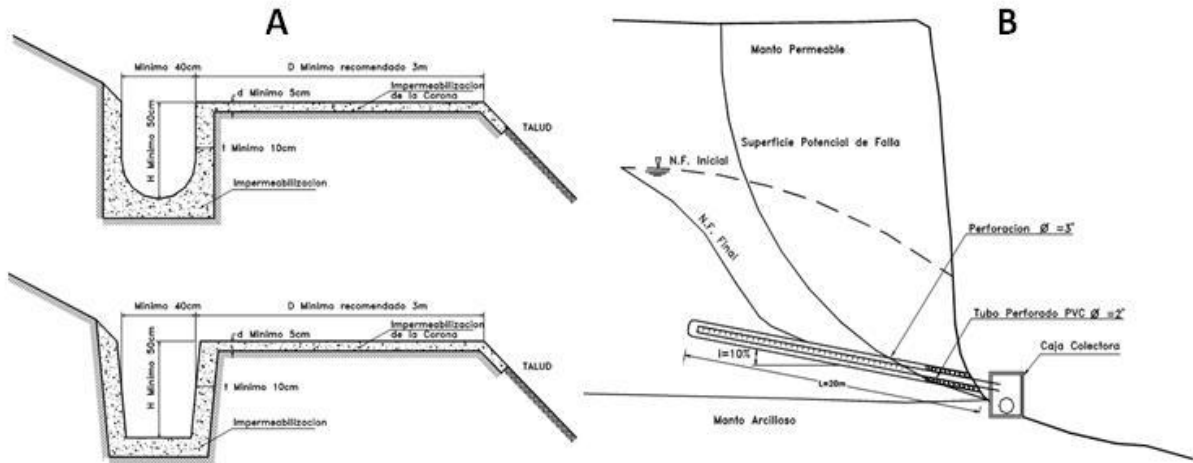 A
Minimo 40cm
D Minimo recomendado 3m
d Minimo 5cm
Impermeabilizacion
de la Corona
H Minimo 50cm
t Minimo 10cm
TALUD
Impermeabilizacion
Minimo 40cm
D Minimo recomendado 3m
d Minimo 5cm
Impermeabilizacion
de la Corona
H Minimo 50cm
t Minimo 10cm
TALUD
Impermeabilizacion
B
Manto Permeable
Superficie Potencial de Falla
N.F. Inicial
N.F. Final
Perforacion Ø =3"
Tubo Perforado PVC Ø =2"
Caja Colectora
I=10%
L=20m
Manto Arcilloso